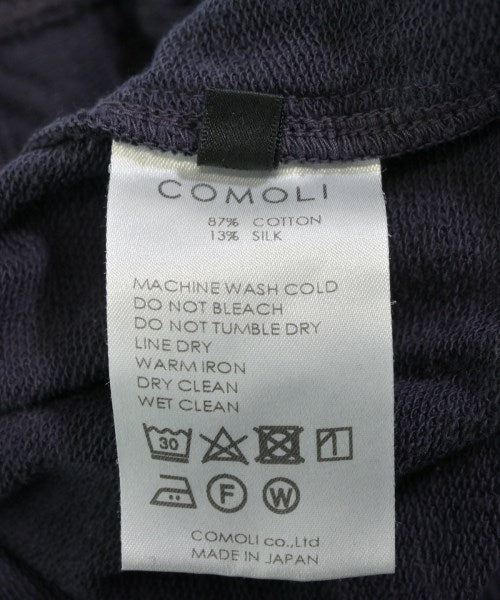 COMOLI
87% COTTON
13% SILK
MACHINE WASH COLD
DO NOT BLEACH
DO NOT TUMBLE DRY
LINE DRY
WARM IRON
DRY CLEAN
WET CLEAN
30
F W
COMOLI co.,Ltd
MADE IN JAPAN